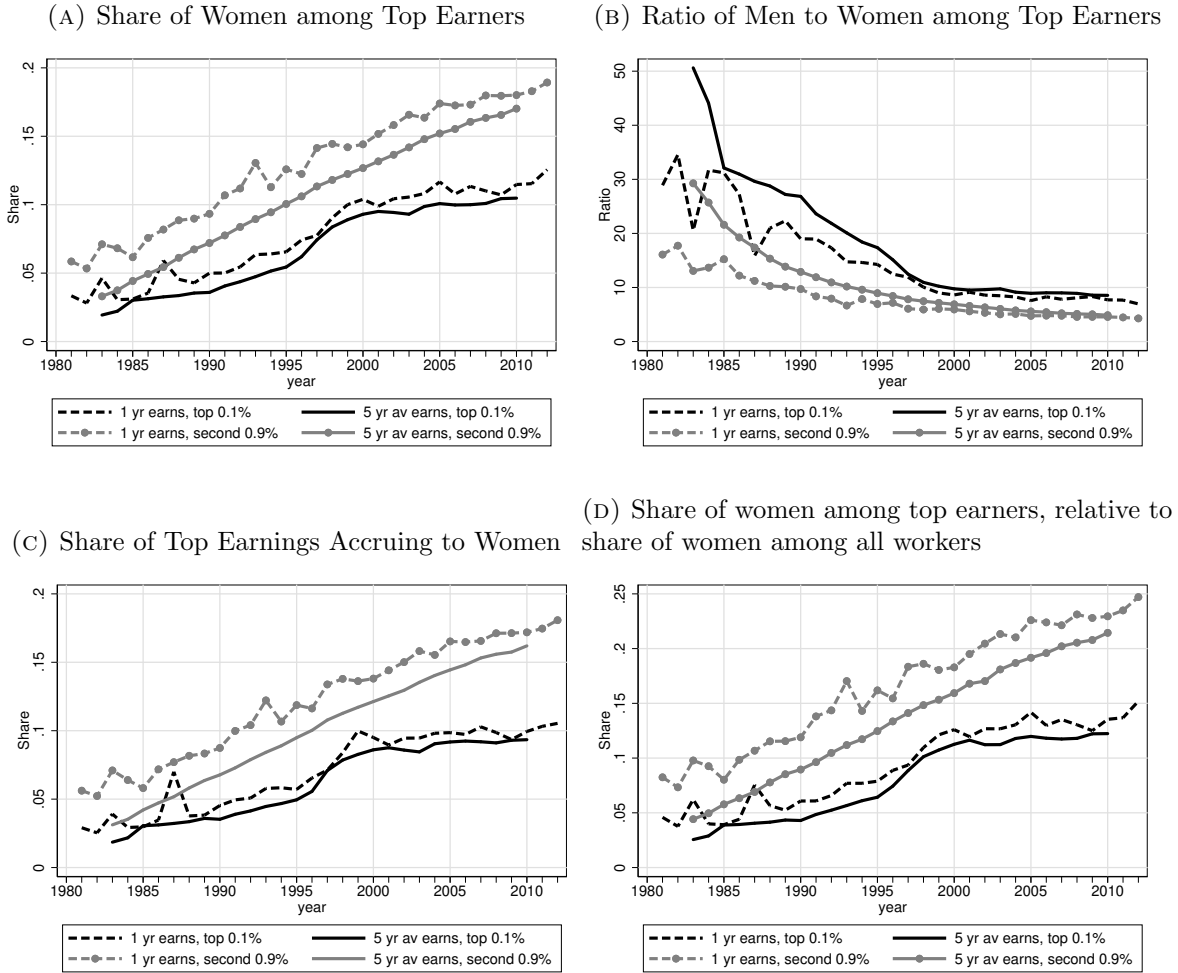 (A) Share of Women among Top Earners
Share
0 .05 .1 .15 .2
1980 1985 1990 1995 2000 2005 2010
year
1 yr earns, top 0.1% 5 yr av earns, top 0.1%
1 yr earns, second 0.9% 5 yr av earns, second 0.9%
(B) Ratio of Men to Women among Top Earners
Ratio
0 10 20 30 40 50
1980 1985 1990 1995 2000 2005 2010
year
1 yr earns, top 0.1% 5 yr av earns, top 0.1%
1 yr earns, second 0.9% 5 yr av earns, second 0.9%
(C) Share of Top Earnings Accruing to Women
Share
0 .05 .1 .15 .2
1980 1985 1990 1995 2000 2005 2010
year
1 yr earns, top 0.1% 5 yr av earns, top 0.1%
1 yr earns, second 0.9% 5 yr av earns, second 0.9%
(D) Share of women among top earners, relative to
share of women among all workers
Share
0 .05 .1 .15 .2 .25
1980 1985 1990 1995 2000 2005 2010
year
1 yr earns, top 0.1% 5 yr av earns, top 0.1%
1 yr earns, second 0.9% 5 yr av earns, second 0.9%